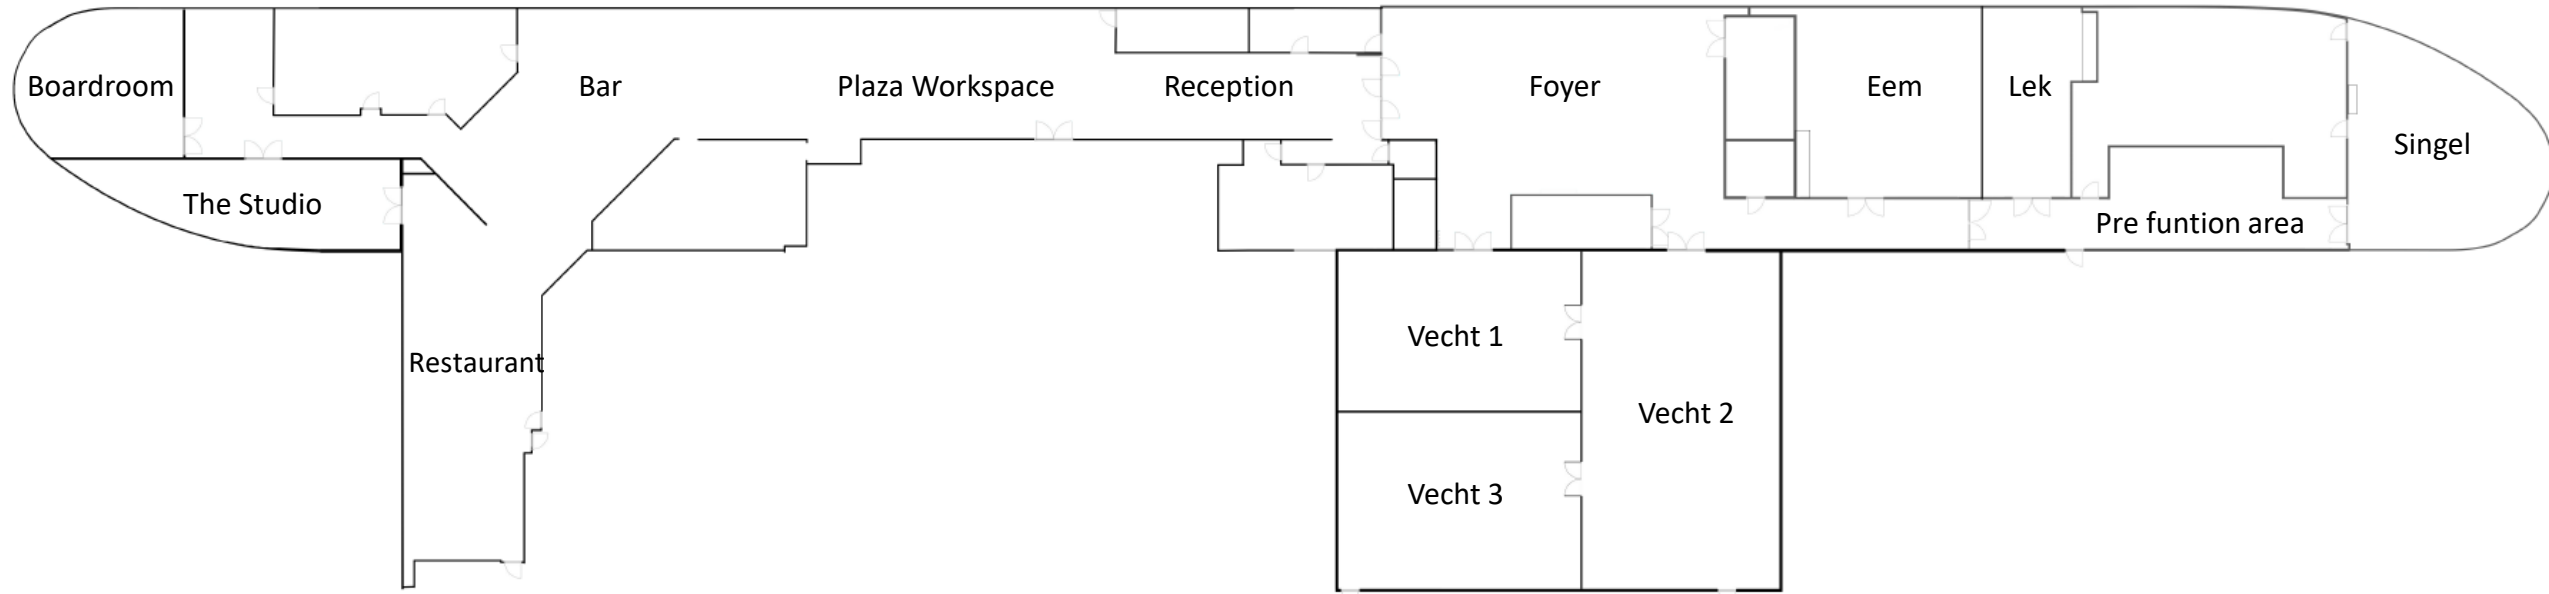 Boardroom
Bar
Plaza Workspace
Reception
Foyer
Eem
Lek
Singel
The Studio
Pre funtion area
Restaurant
Vecht 1
Vecht 2
Vecht 3